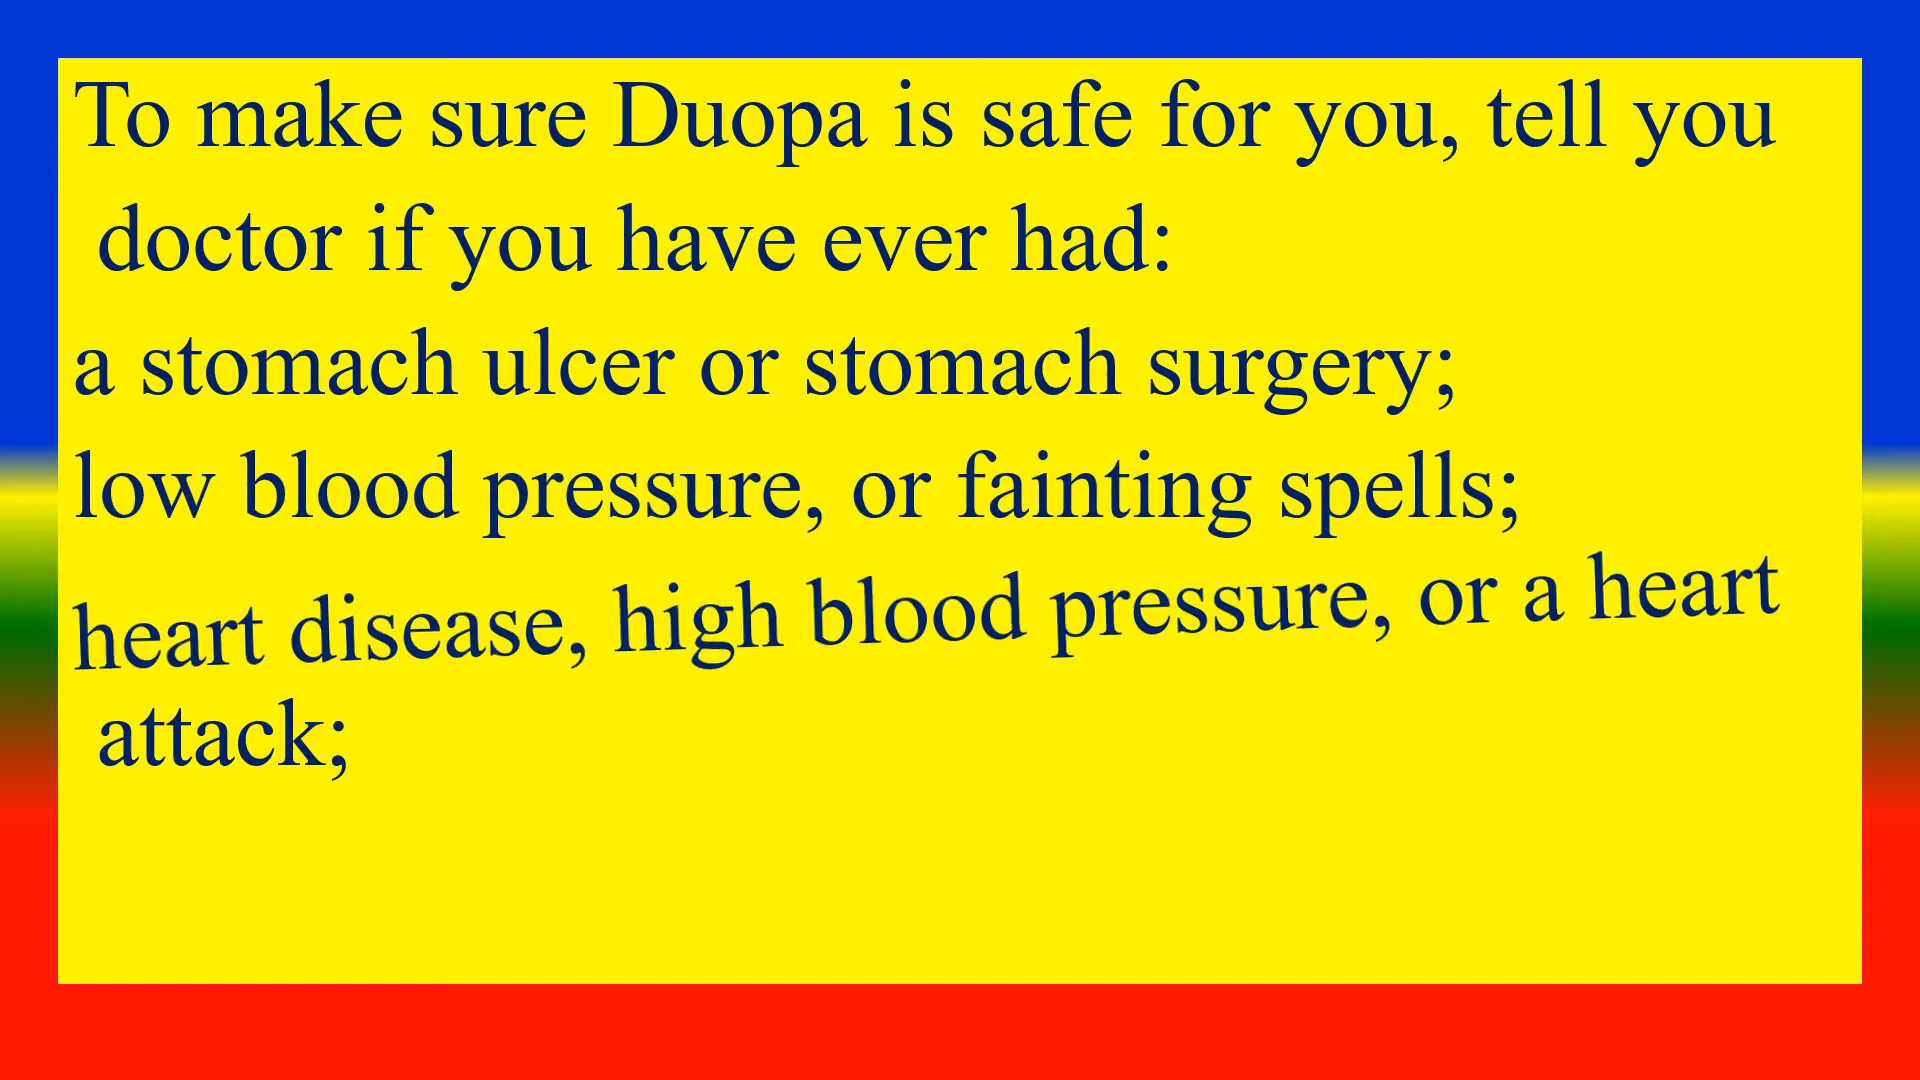 To make sure Duopa is safe for you, tell you
doctor if you have ever had:
a stomach ulcer or stomach surgery;
low blood pressure, or fainting spells;
heart disease, high blood pressure, or a heart
attack;